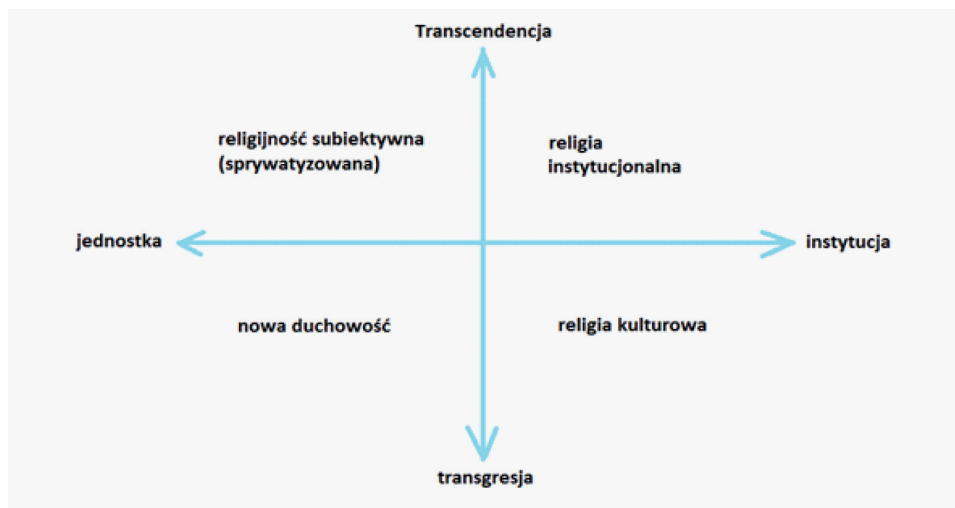 Transcendencja
religijność subiektywna
(sprywatyzowana)
religia
instytucjonalna
jednostka
instytucja
nowa duchowość
religia kulturowa
transgresja